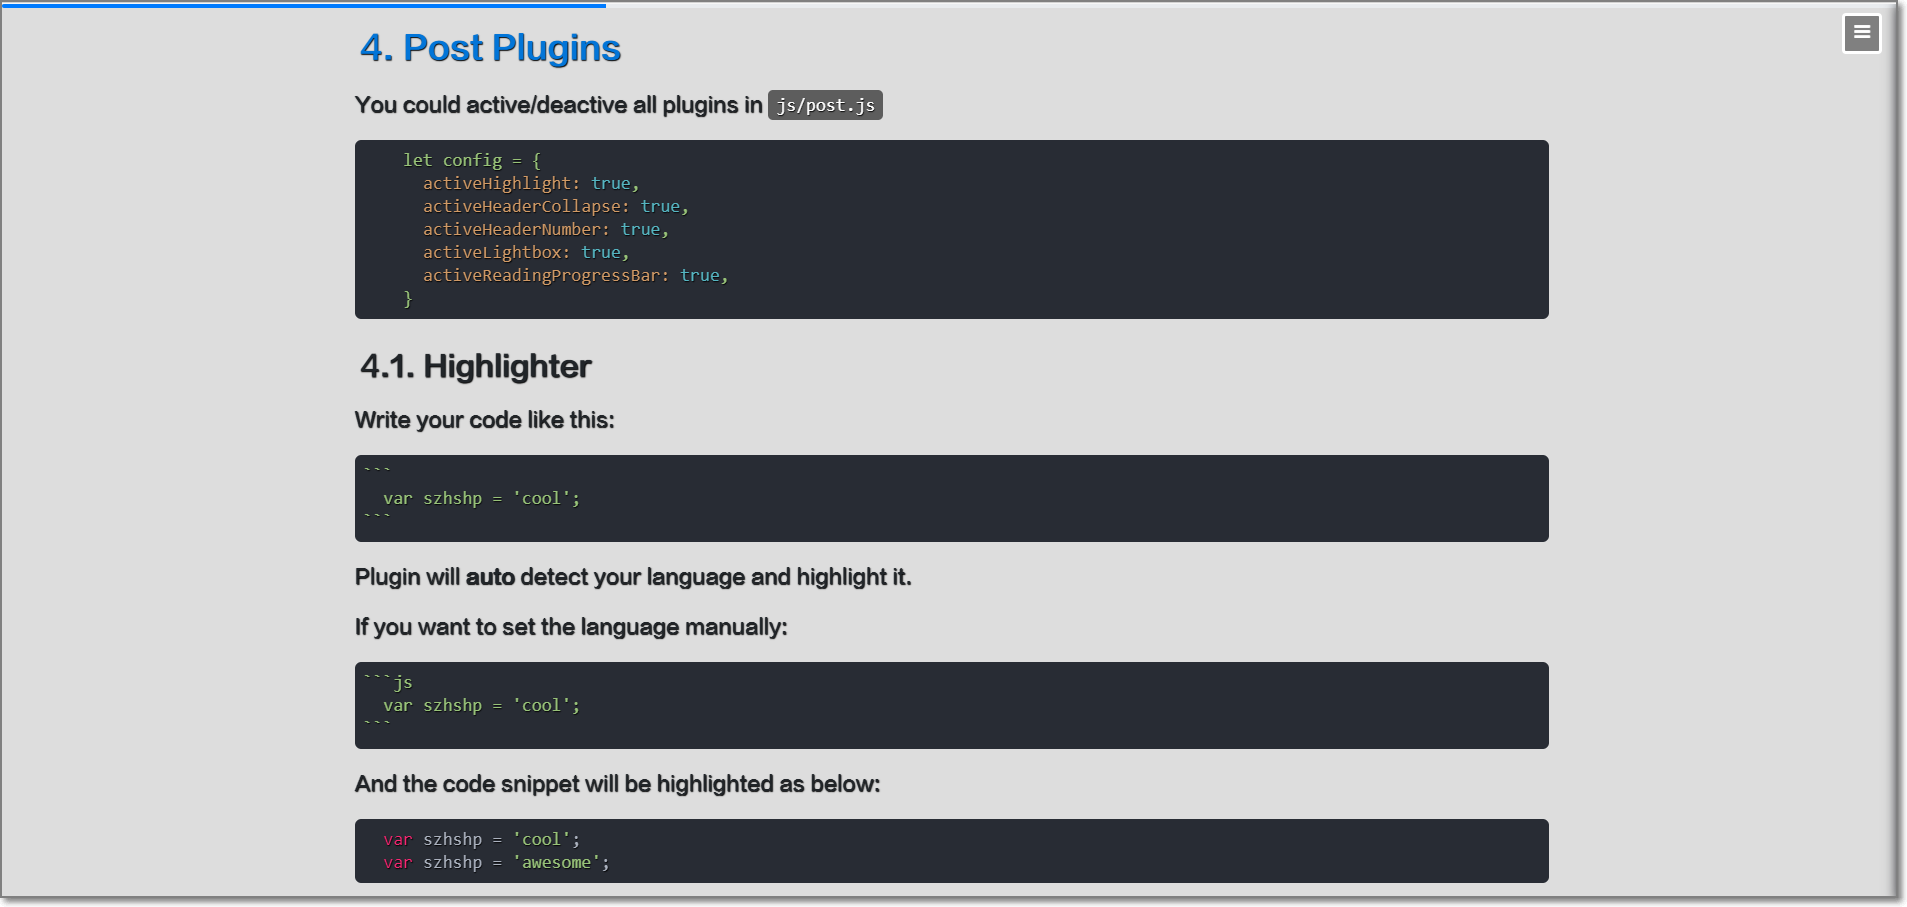 4. Post Plugins
You could active/deactive all plugins in js/post.js
let config = {
activeHighlight: true,
activeHeaderCollapse: true,
activeHeaderNumber: true,
activeLightbox: true,
activeReadingProgressBar: true,
}
4.1. Highlighter
Write your code like this:
```
var szhshp = 'cool';
```
Plugin will auto detect your language and highlight it.
If you want to set the language manually:
```js
var szhshp = 'cool';
```
And the code snippet will be highlighted as below:
var szhshp = 'cool';
var szhshp = 'awesome';